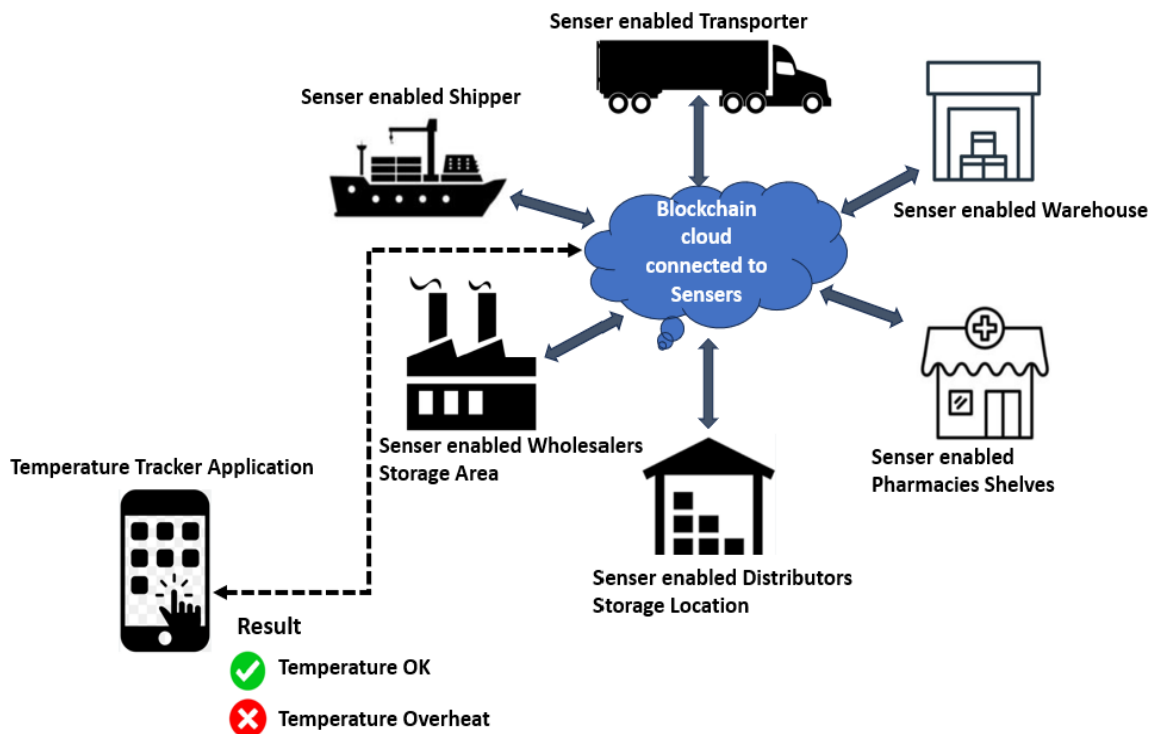 Senser enabled Transporter
Senser enabled Shipper
Senser enabled Warehouse
Blockchain
cloud
connected to
Sensers
Senser enabled Wholesalers
Storage Area
Senser enabled
Pharmacies Shelves
Temperature Tracker Application
Senser enabled Distributors
Storage Location
Result
Temperature OK
Temperature Overheat